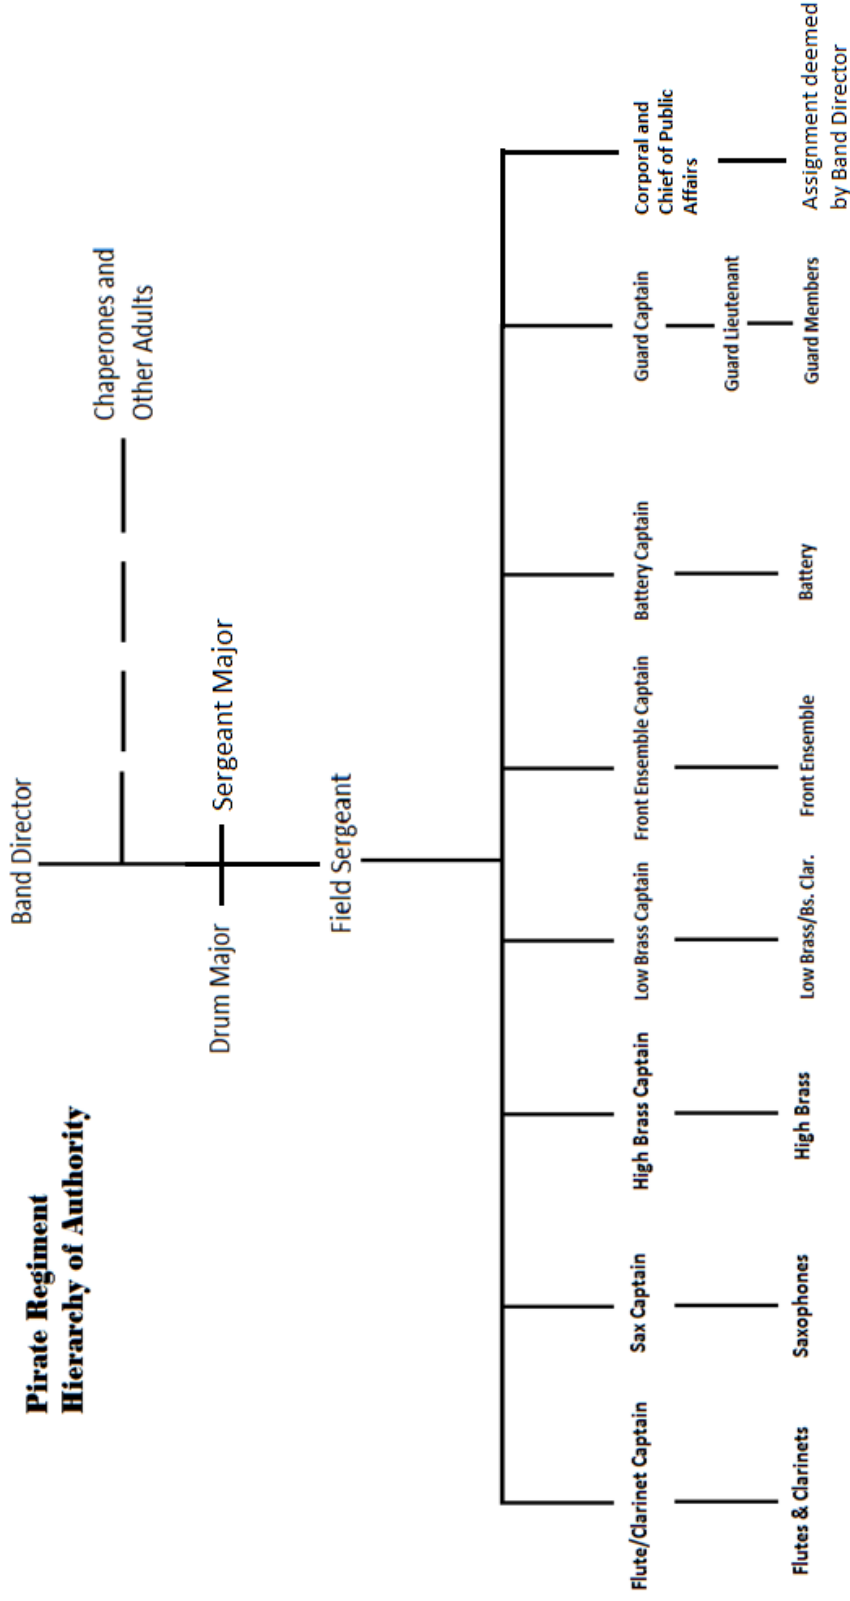 Pirate Regiment
Hierarchy of Authority
Band Director
Chaperones and
Other Adults
Drum Major
Sergeant Major
Field Sergeant
Flute/Clarinet Captain
Sax Captain
High Brass Captain
Low Brass Captain
Front Ensemble Captain
Battery Captain
Guard Captain
Corporal and
Chief of Public
Affairs
Guard Lieutenant
Flutes & Clarinets
Saxophones
High Brass
Low Brass/Bs. Clar.
Front Ensemble
Battery
Guard Members
Assignment deemed
by Band Director